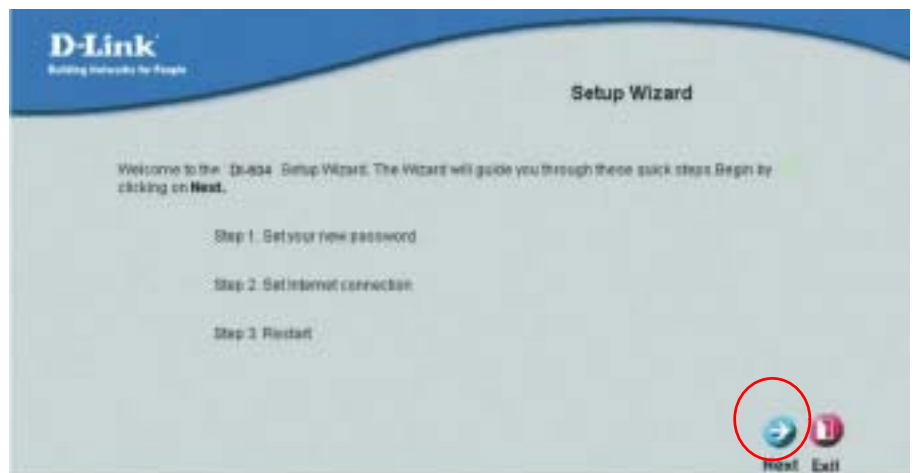 D-Link
Building Networks for People
Setup Wizard
Welcome to the DI-604 Setup Wizard. The Wizard will guide you through these quick steps. Begin by
clicking on Next.
Step 1. Set your new password
Step 2. Set Internet connection
Step 3. Restart
Next Exit